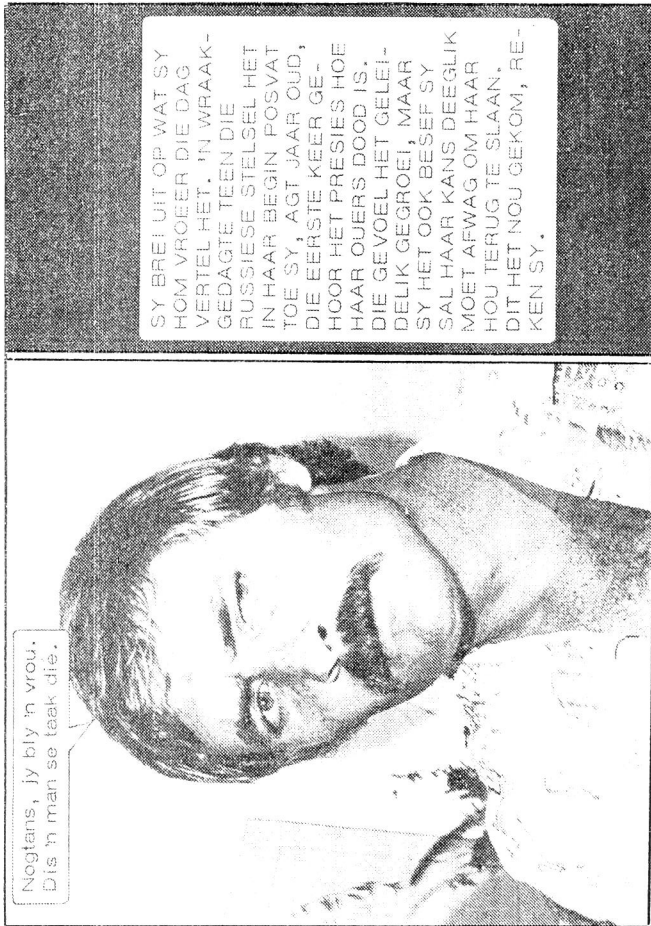 Nogtans, jy bly 'n vrou.
Dis 'n man se taak die.
SY BREI UIT OP WAT SY
HOM VROEER DIE DAG
VERTEL HET. 'N WRAAK-
GEDAGTE TEEN DIE
RUSSIESE STELSEL HET
IN HAAR BEGIN POSVAT
TOE SY, AGT JAAR OUD,
DIE EERSTE KEER GE-
HOOR HET PRESIES HOE
HAAR OUERS DOOD IS.
DIE GEVOEL HET GELEI-
DELIK GEGROEI, MAAR
SY HET OOK BESEF SY
SAL HAAR KANS DEEGLIK
MOET AFWAG OM HAAR
HOU TERUG TE SLAAN.
DIT HET NOU GEKOM, RE-
KEN SY.